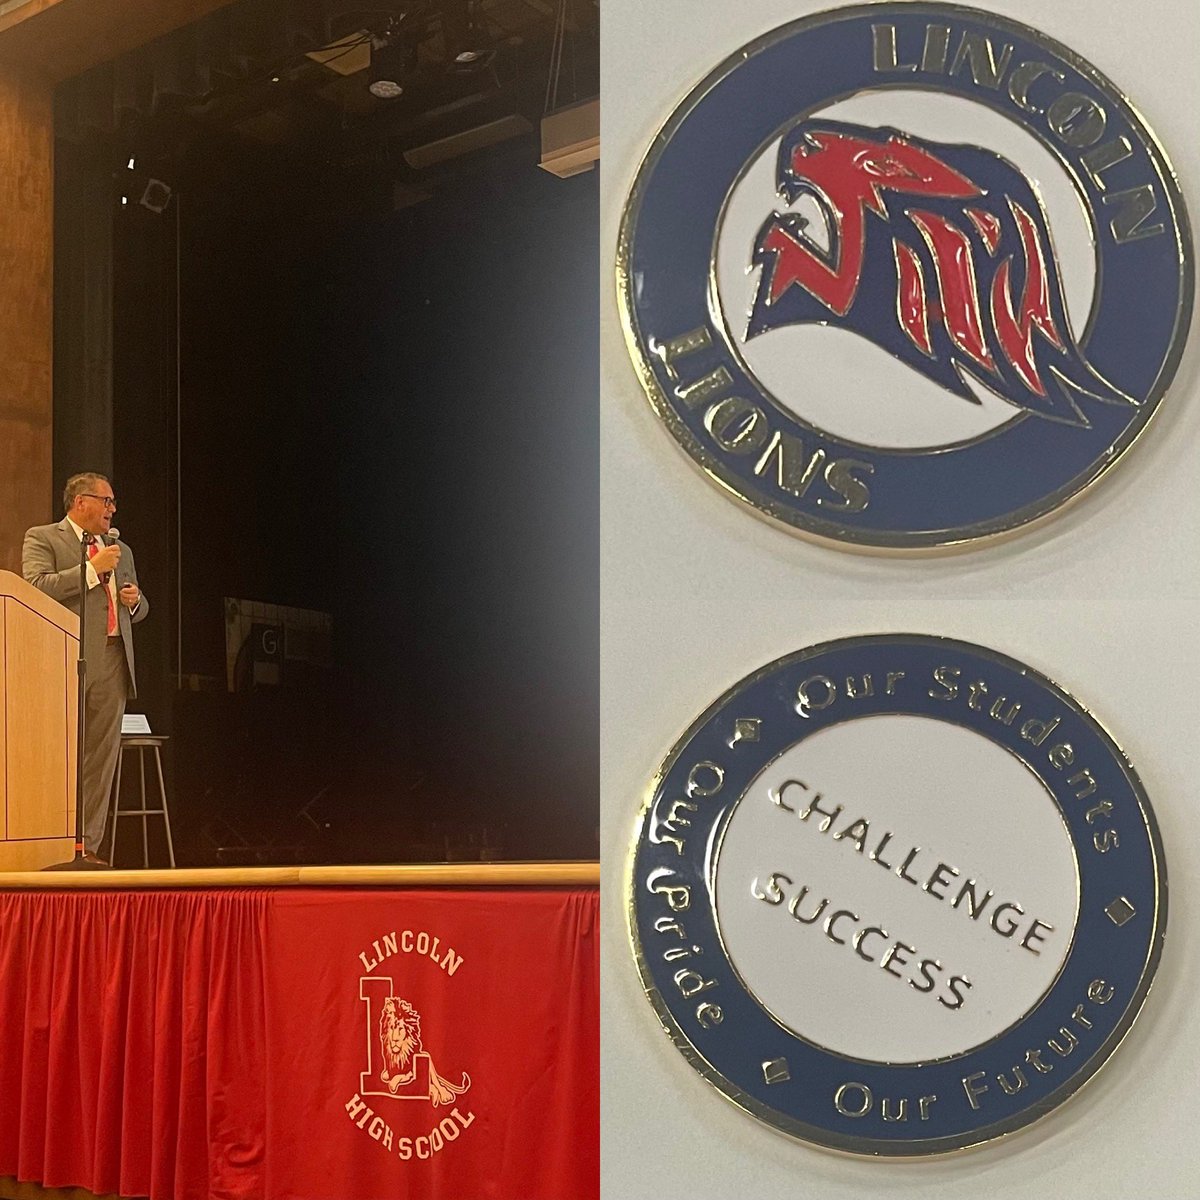 LINCOLN
L
HIGH SCHOOL
G
LINCOLN
LIONS
Our Students
Our Pride
CHALLENGE
SUCCESS
Our Future